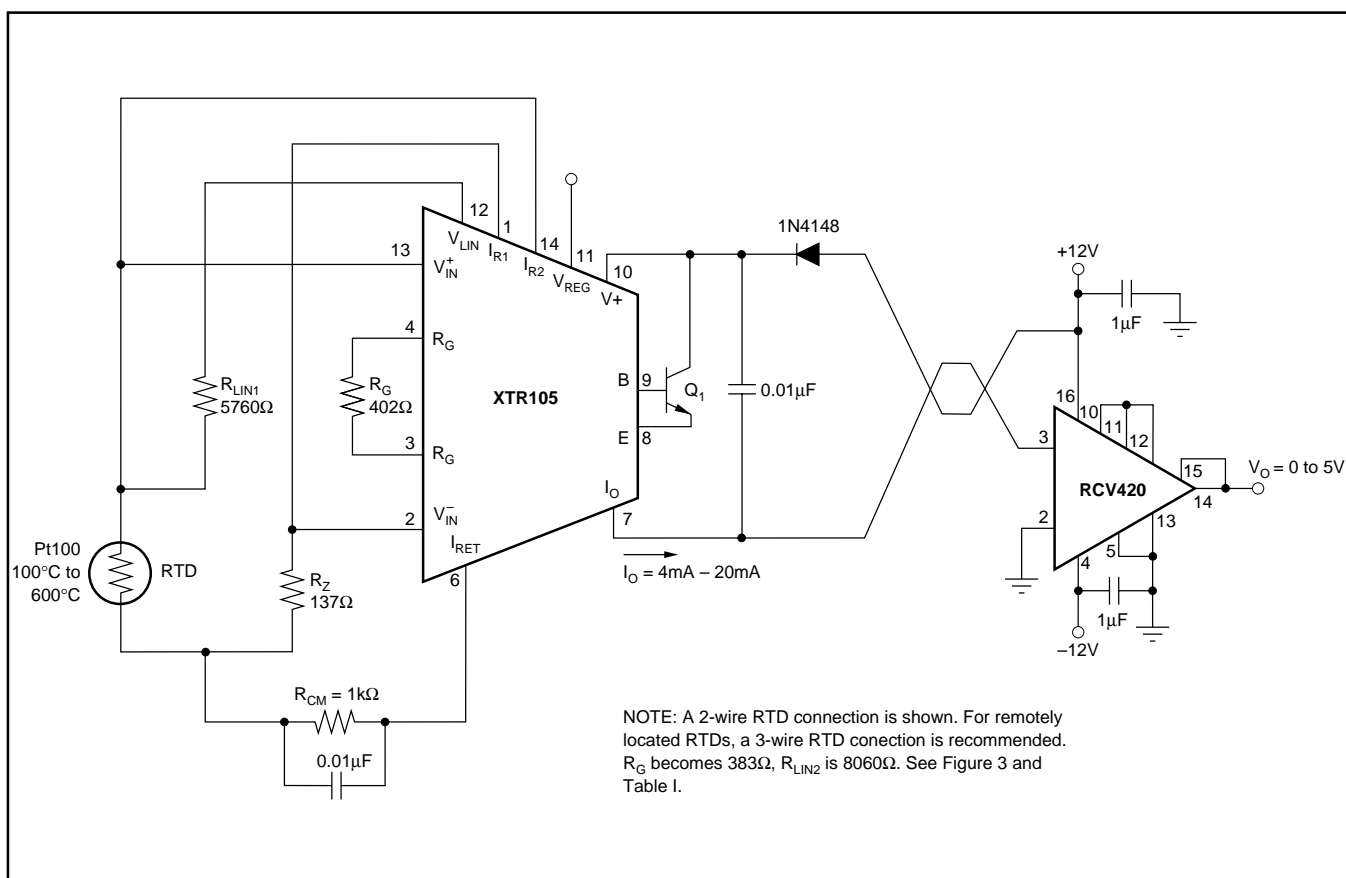 1N4148
+12V
12
1
14
11
V_LIN
I_R1
I_R2
V_REG
10
V+
13
V_IN^+
1μF
4
R_G
R_LIN1
5760Ω
R_G
402Ω
XTR105
B
9
Q_1
0.01μF
16
10
11
12
3
R_G
E
8
3
15
V_O = 0 to 5V
RCV420
14
I_O
2
V_IN^–
7
2
13
I_RET
5
Pt100
100°C to
600°C
RTD
6
I_O = 4mA – 20mA
4
R_Z
137Ω
1μF
–12V
R_CM = 1kΩ
0.01μF
NOTE: A 2-wire RTD connection is shown. For remotely
located RTDs, a 3-wire RTD conection is recommended.
R_G becomes 383Ω, R_LIN2 is 8060Ω. See Figure 3 and
Table I.